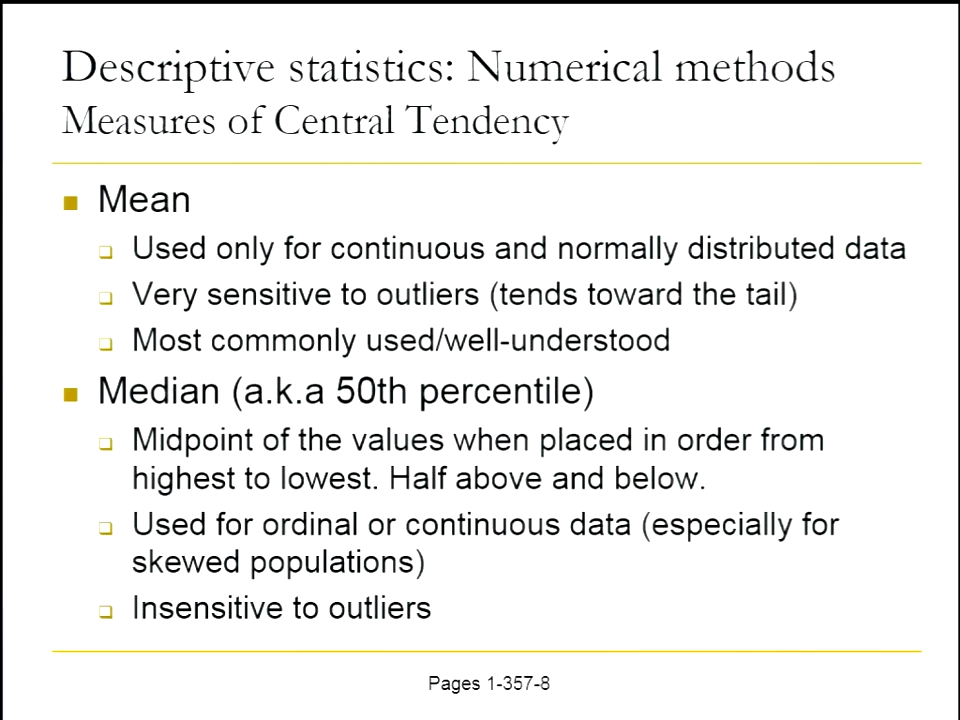 Descriptive statistics: Numerical methods
Measures of Central Tendency
Mean
Used only for continuous and normally distributed data
Very sensitive to outliers (tends toward the tail)
Most commonly used/well-understood
Median (a.k.a 50th percentile)
Midpoint of the values when placed in order from
highest to lowest. Half above and below.
Used for ordinal or continuous data (especially for
skewed populations)
Insensitive to outliers
Pages 1-357-8